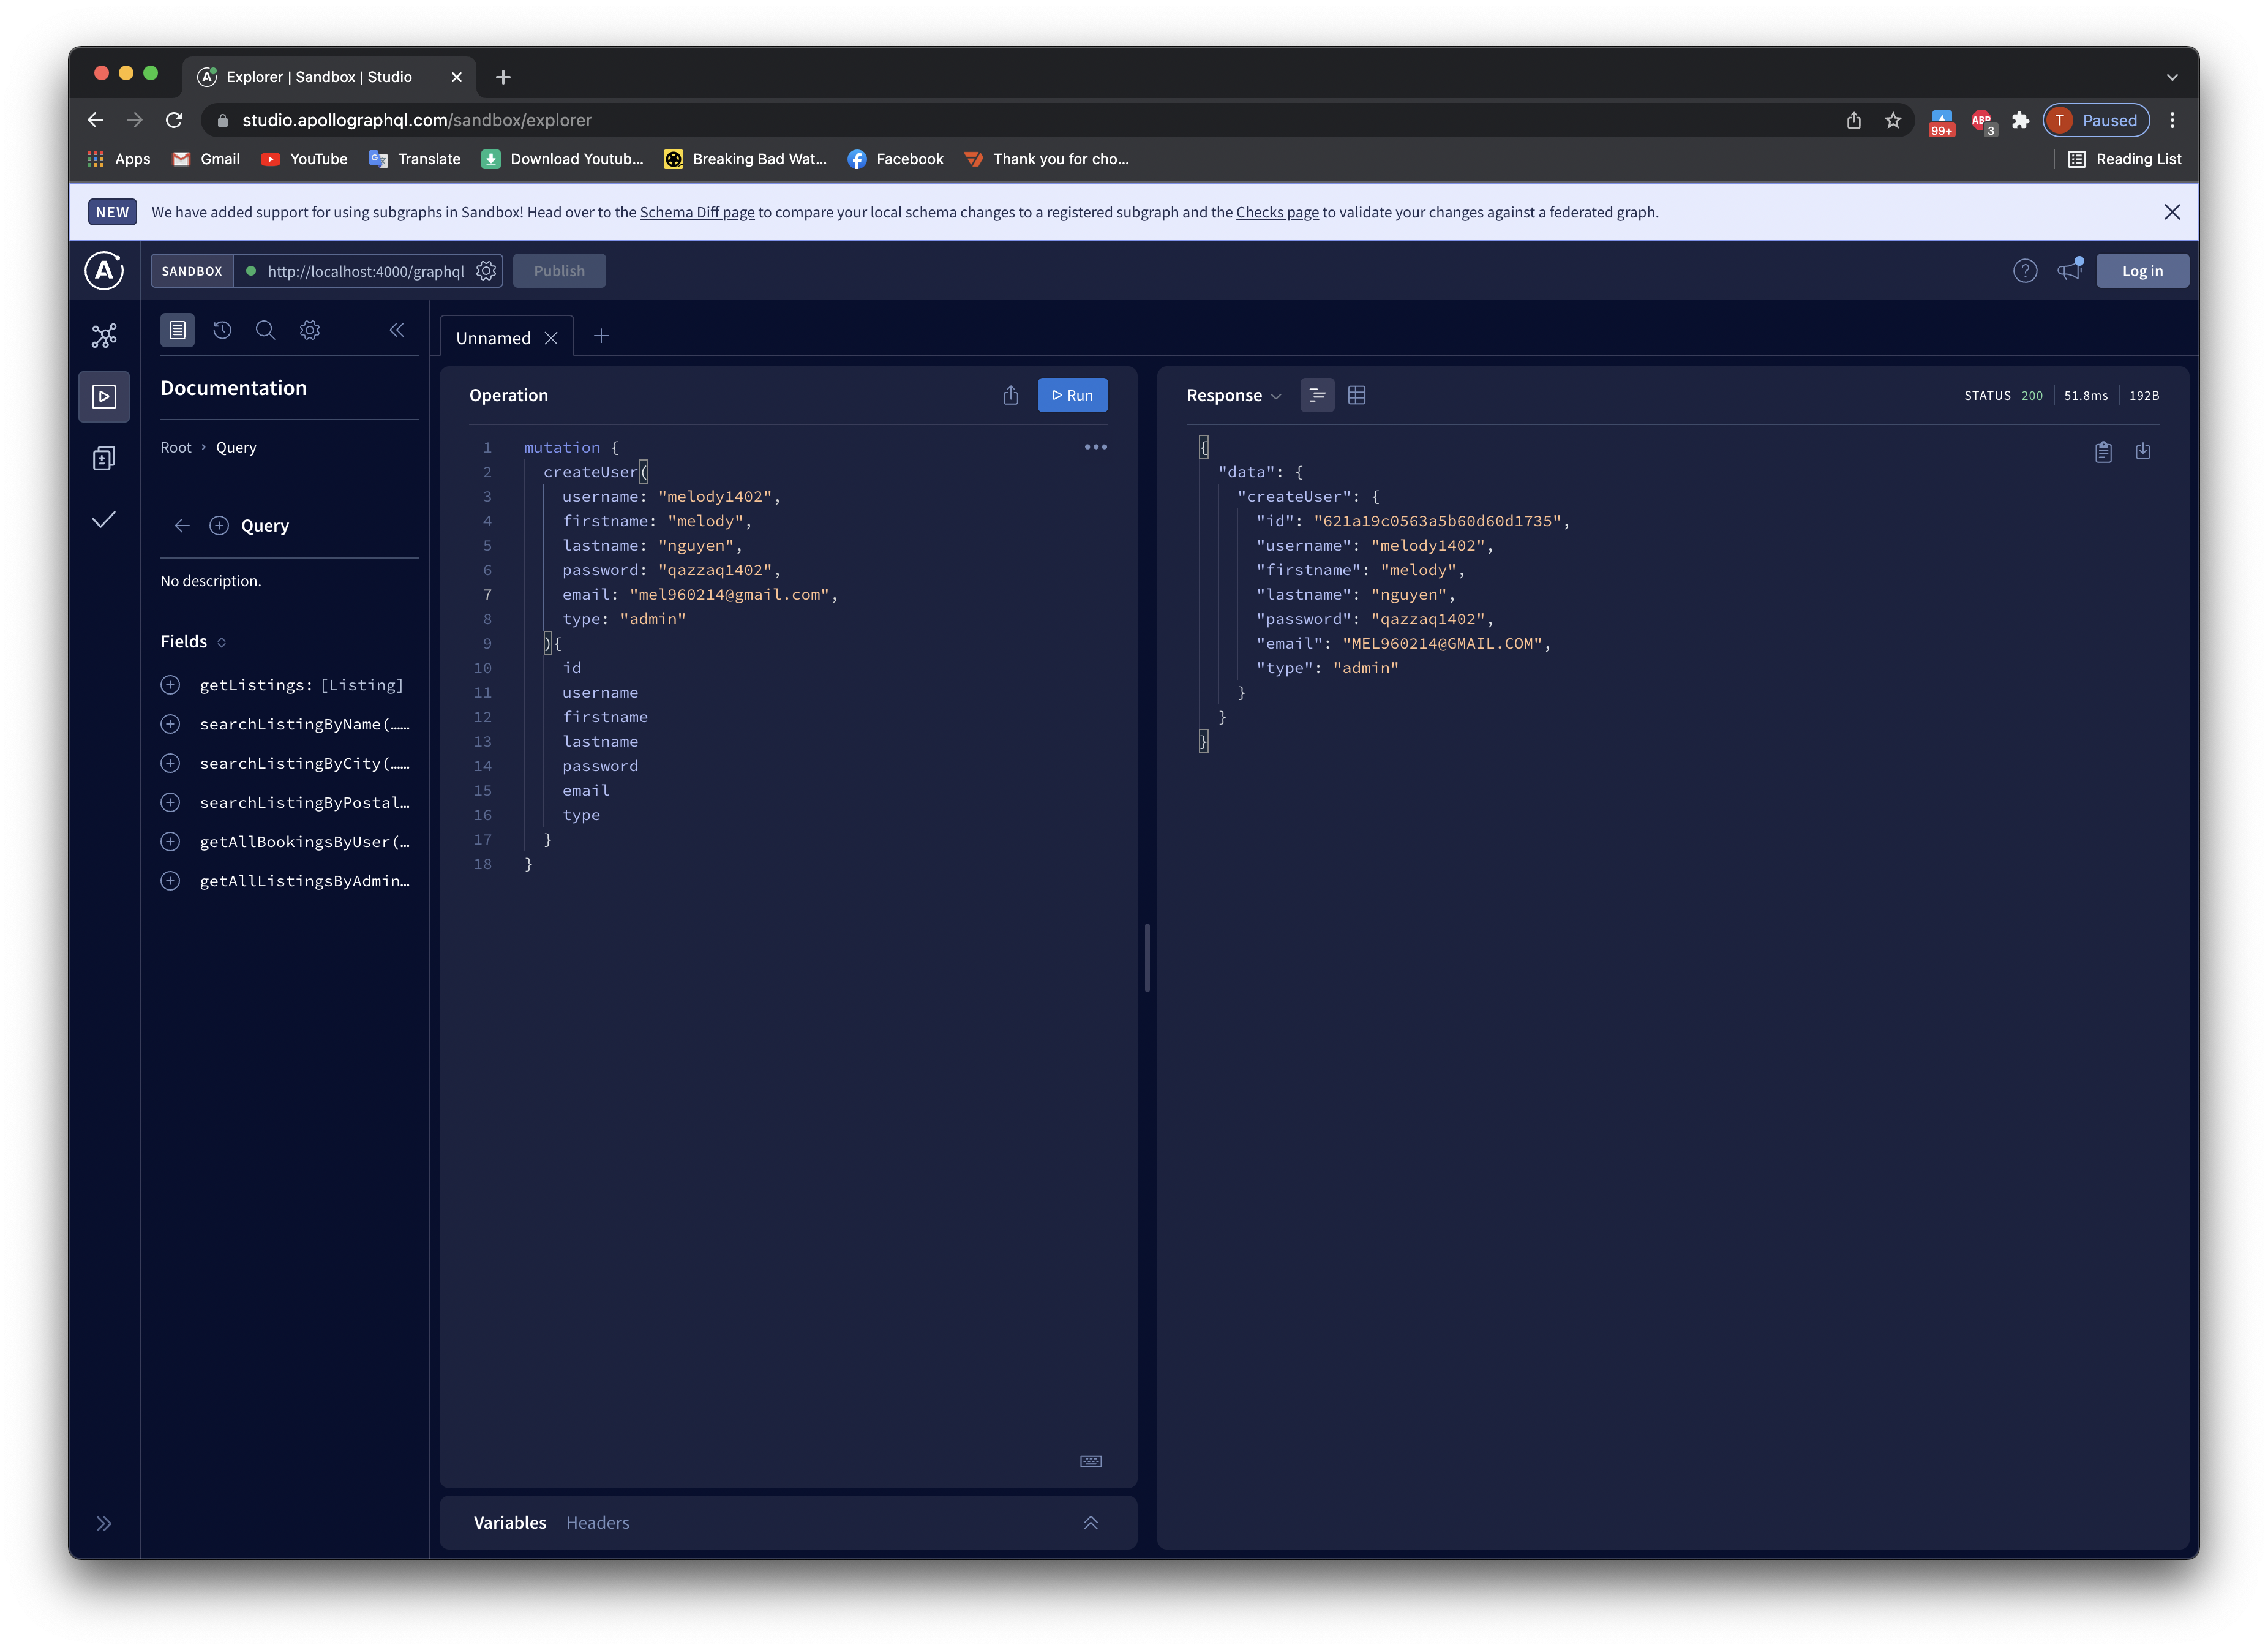 Explorer | Sandbox | Studio
studio.apollographql.com/sandbox/explorer
99+
ABP
3
T
Paused
Apps
Gmail
YouTube
Translate
Download Youtub...
Breaking Bad Wat...
Facebook
Thank you for cho...
Reading List
NEW
We have added support for using subgraphs in Sandbox! Head over to the Schema Diff page to compare your local schema changes to a registered subgraph and the Checks page to validate your changes against a federated graph.
A
SANDBOX
http://localhost:4000/graphql
Publish
?
Log in
Documentation
Root › Query
Query
No description.
Fields
getListings: [Listing]
searchListingByName(……
searchListingByCity(……
searchListingByPostal…
getAllBookingsByUser(…
getAllListingsByAdmin…
Unnamed
Operation
Run
1 mutation {
2 createUser(
3 username: "melody1402",
4 firstname: "melody",
5 lastname: "nguyen",
6 password: "qazzaq1402",
7 email: "mel960214@gmail.com",
8 type: "admin"
9 ){
10 id
11 username
12 firstname
13 lastname
14 password
15 email
16 type
17 }
18 }
Variables
Headers
Response
STATUS 200
51.8ms
192B
{
"data": {
"createUser": {
"id": "621a19c0563a5b60d60d1735",
"username": "melody1402",
"firstname": "melody",
"lastname": "nguyen",
"password": "qazzaq1402",
"email": "MEL960214@GMAIL.COM",
"type": "admin"
}
}
}